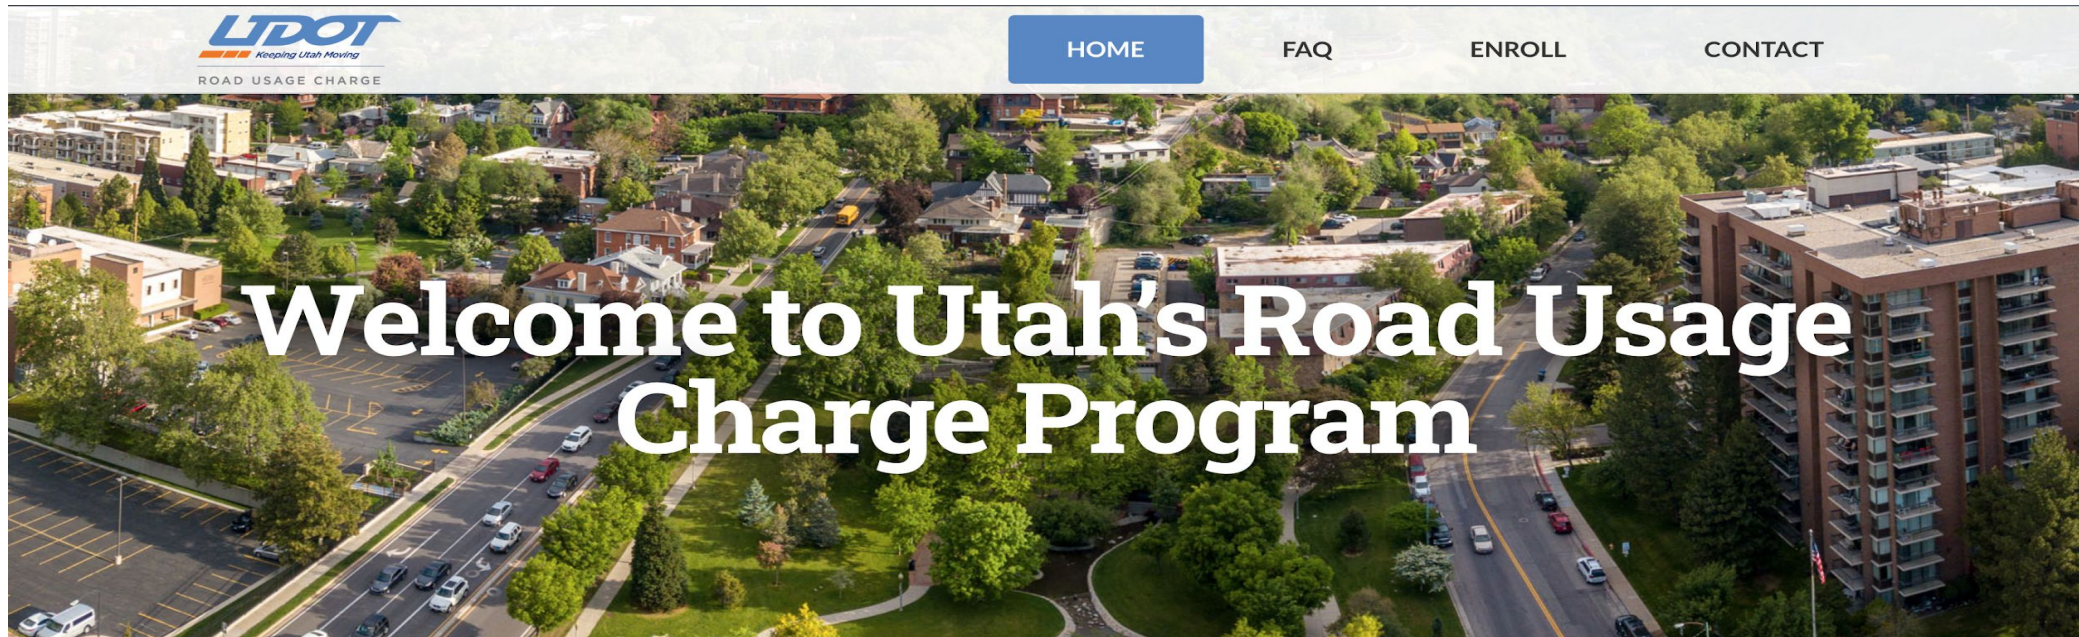 UDOT
Keeping Utah Moving
ROAD USAGE CHARGE
HOME
FAQ
ENROLL
CONTACT
Welcome to Utah's Road Usage
Charge Program